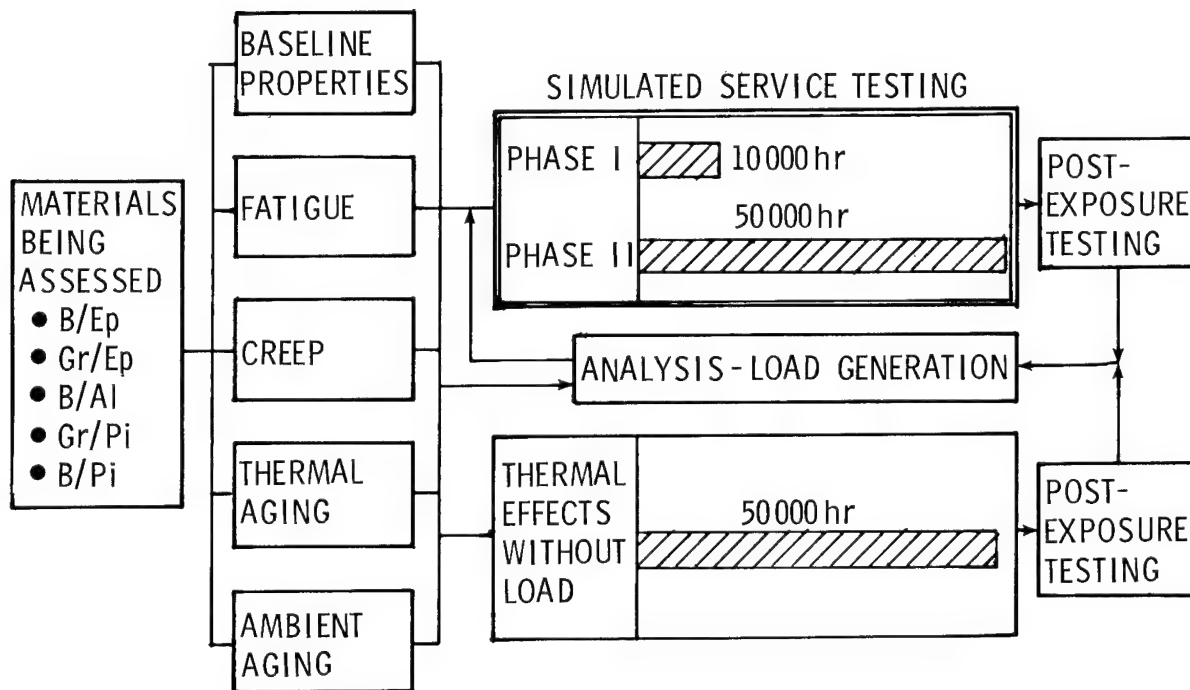 MATERIALS
BEING
ASSESSED
● B/Ep
● Gr/Ep
● B/Al
● Gr/Pi
● B/Pi
BASELINE
PROPERTIES
FATIGUE
CREEP
THERMAL
AGING
AMBIENT
AGING
SIMULATED SERVICE TESTING
PHASE I
10000 hr
50000 hr
PHASE II
ANALYSIS - LOAD GENERATION
THERMAL
EFFECTS
WITHOUT
LOAD
50000 hr
POST-
EXPOSURE
TESTING
POST-
EXPOSURE
TESTING